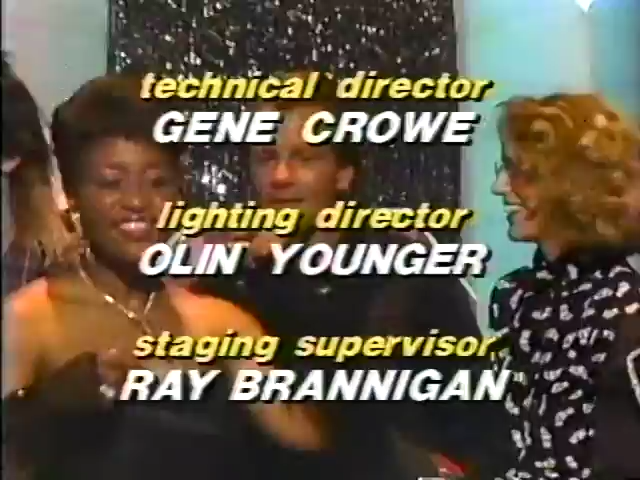 technical director
GENE CROWE
lighting director
OLIN YOUNGER
staging supervisor
RAY BRANNIGAN